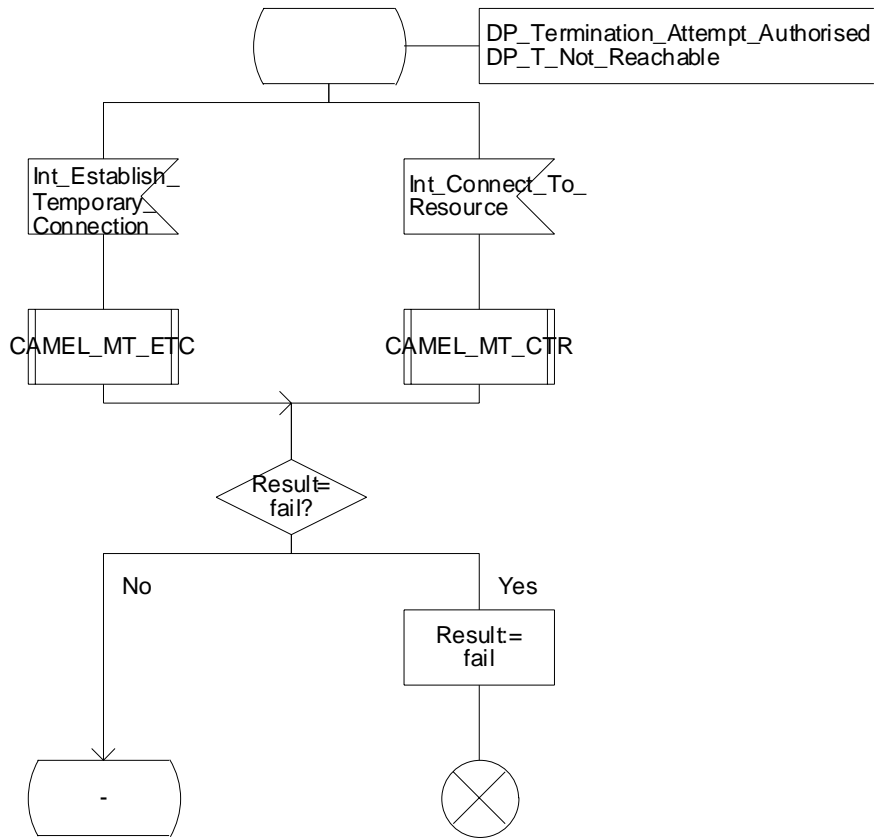 DP_Termination_Attempt_Authorised
DP_T_Not_Reachable
Int_Establish_
Temporary_
Connection
Int_Connect_To_
Resource
CAMEL_MT_ETC
CAMEL_MT_CTR
Result=
fail?
No
Yes
Result:=
fail
-